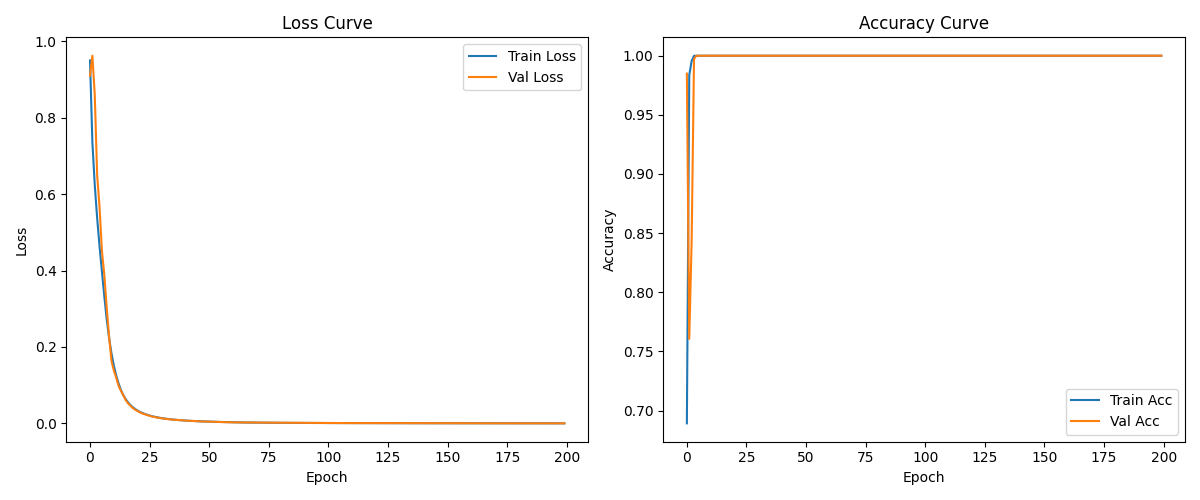 Loss Curve
1.0
0.8
0.6
0.4
0.2
0.0
Loss
0 25 50 75 100 125 150 175 200
Epoch
Train Loss
Val Loss
Accuracy Curve
1.00
0.95
0.90
0.85
0.80
0.75
0.70
Accuracy
0 25 50 75 100 125 150 175 200
Epoch
Train Acc
Val Acc